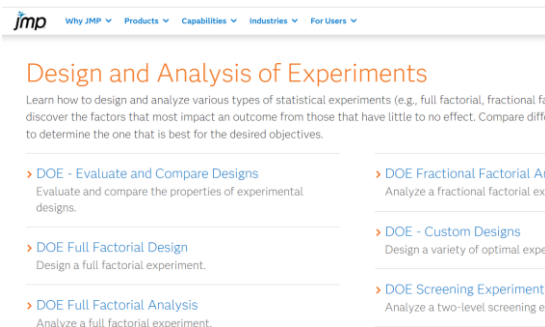 jmp Why JMP Products Capabilities Industries For Users
Design and Analysis of Experiments
Learn how to design and analyze various types of statistical experiments (e.g., full factorial, fractional
discover the factors that most impact an outcome from those that have little to no effect. Compare
to determine the one that is best for the desired objectives.
DOE - Evaluate and Compare Designs
Evaluate and compare the properties of experimental
designs.
DOE Full Factorial Design
Design a full factorial experiment.
DOE Full Factorial Analysis
Analyze a full factorial experiment.
DOE Fractional Factorial
Analyze a fractional factorial
DOE - Custom Designs
Design a variety of optimal
DOE Screening Experiment
Analyze a two-level screening